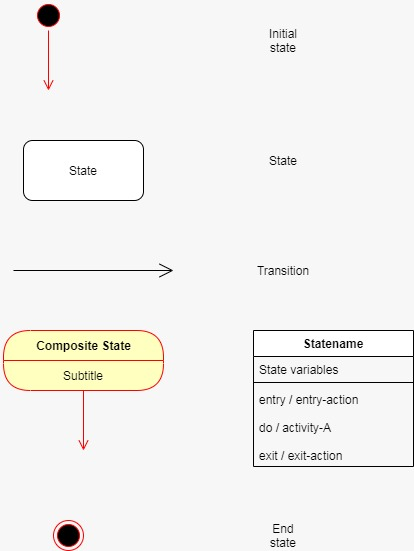 Initial
state
State
State
Transition
Composite State
Subtitle
Statename
State variables
entry / entry-action
do / activity-A
exit / exit-action
End
state